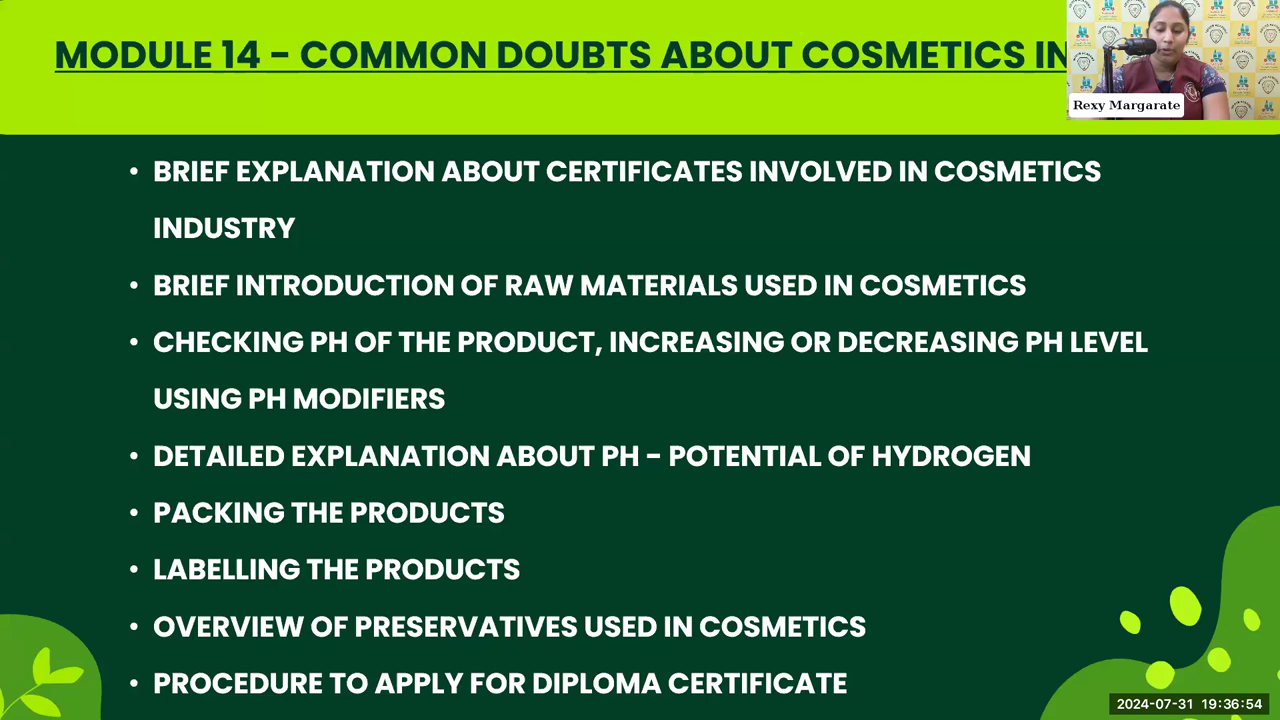 MODULE 14 - COMMON DOUBTS ABOUT COSMETICS IN
Rexy Margarate
• BRIEF EXPLANATION ABOUT CERTIFICATES INVOLVED IN COSMETICS
INDUSTRY
• BRIEF INTRODUCTION OF RAW MATERIALS USED IN COSMETICS
• CHECKING PH OF THE PRODUCT, INCREASING OR DECREASING PH LEVEL
USING PH MODIFIERS
• DETAILED EXPLANATION ABOUT PH - POTENTIAL OF HYDROGEN
• PACKING THE PRODUCTS
• LABELLING THE PRODUCTS
• OVERVIEW OF PRESERVATIVES USED IN COSMETICS
• PROCEDURE TO APPLY FOR DIPLOMA CERTIFICATE
2024-07-31 19:36:54